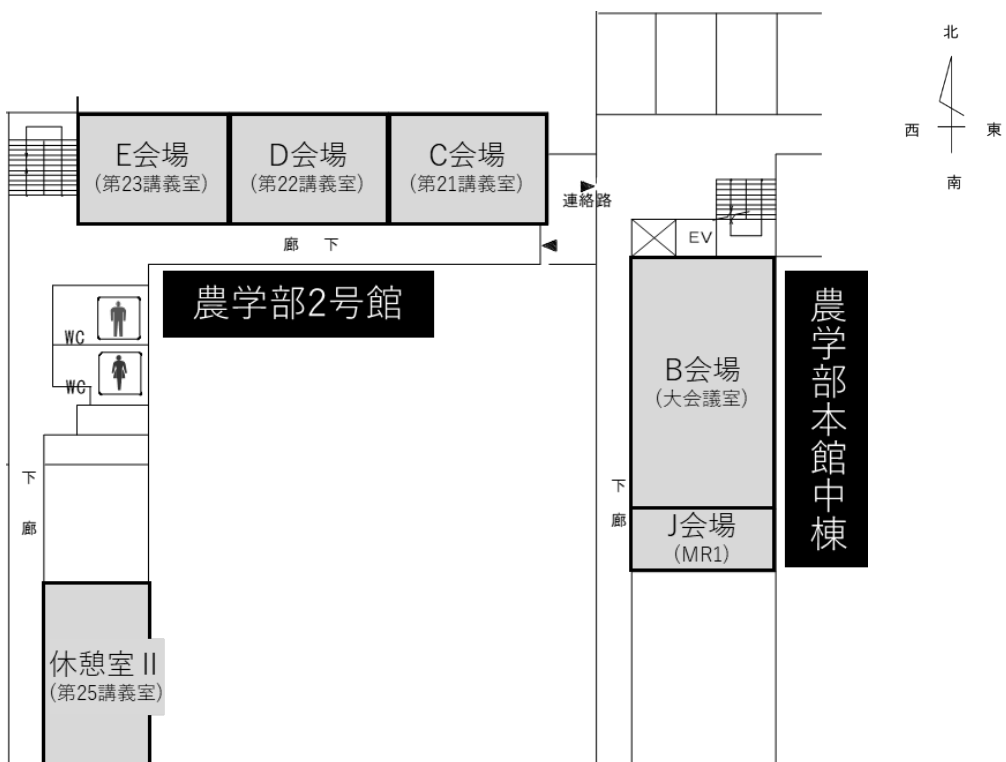 北
西
東
南
E会場
(第23講義室)
D会場
(第22講義室)
C会場
(第21講義室)
連絡路
廊 下
EV
農学部2号館
WC
WC
B会場
(大会議室)
農学部本館中棟
下
廊
下
廊
J会場
(MR1)
休憩室Ⅱ
(第25講義室)